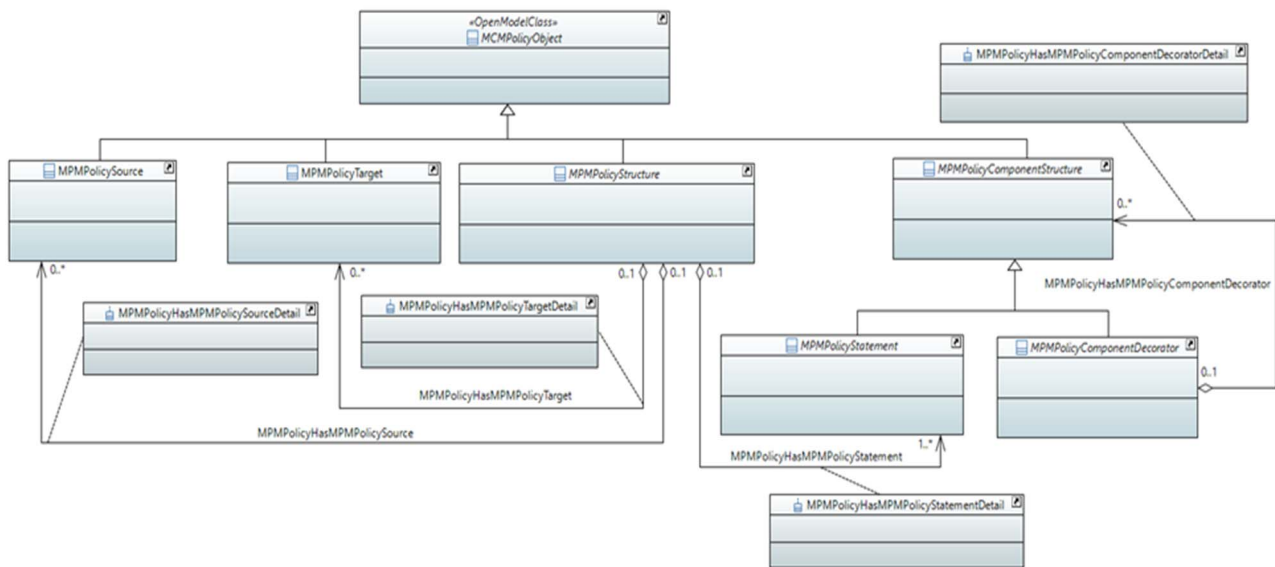 «OpenModelClass»
MCMPolicyObject
MPMPolicyHasMPMPolicyComponentDecoratorDetail
MPMPolicySource
MPMPolicyTarget
MPMPolicyStructure
MPMPolicyComponentStructure
0..*
0..*
0..*
0..1
0..1
0..1
MPMPolicyHasMPMPolicyComponentDecorator
MPMPolicyHasMPMPolicySourceDetail
MPMPolicyHasMPMPolicyTargetDetail
MPMPolicyStatement
MPMPolicyComponentDecorator
0..1
MPMPolicyHasMPMPolicyTarget
MPMPolicyHasMPMPolicySource
1..*
MPMPolicyHasMPMPolicyStatement
MPMPolicyHasMPMPolicyStatementDetail